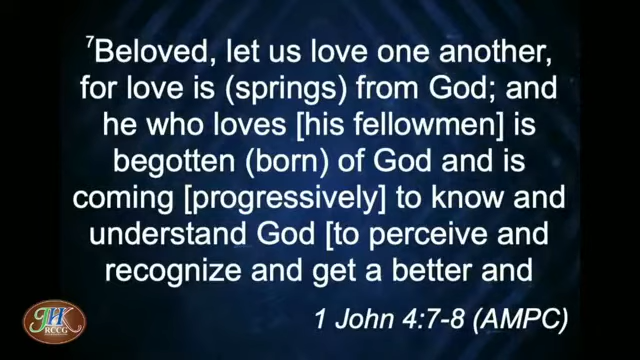 7Beloved, let us love one another,
for love is (springs) from God; and
he who loves [his fellowmen] is
begotten (born) of God and is
coming [progressively] to know and
understand God [to perceive and
recognize and get a better and
1 John 4:7-8 (AMPC)
JHK
RCCG